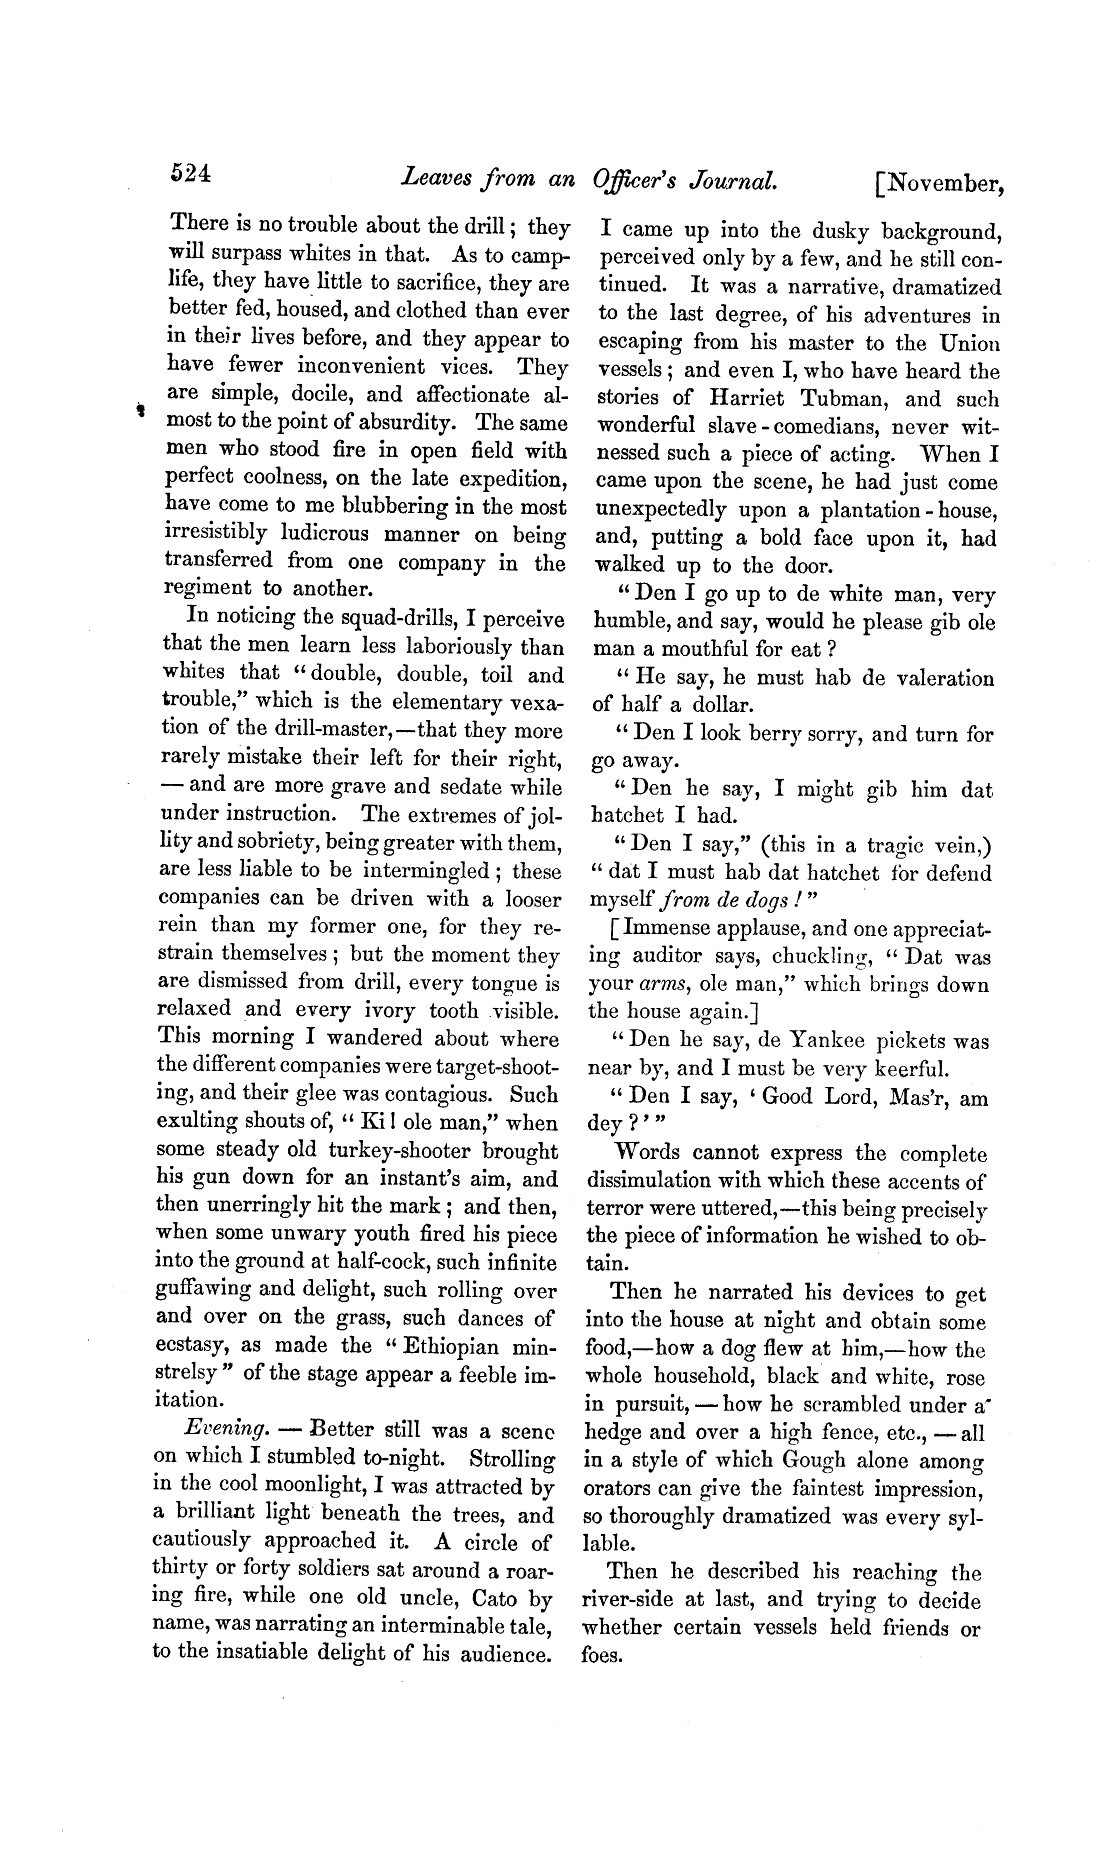 524 Leaves from an Officer's Journal. [November,
There is no trouble about the drill; they
will surpass whites in that. As to camp-
life, they have little to sacrifice, they are
better fed, housed, and clothed than ever
in their lives before, and they appear to
have fewer inconvenient vices. They
are simple, docile, and affectionate al-
most to the point of absurdity. The same
men who stood fire in open field with
perfect coolness, on the late expedition,
have come to me blubbering in the most
irresistibly ludicrous manner on being
transferred from one company in the
regiment to another.
In noticing the squad-drills, I perceive
that the men learn less laboriously than
whites that "double, double, toil and
trouble," which is the elementary vexa-
tion of the drill-master,—that they more
rarely mistake their left for their right,
— and are more grave and sedate while
under instruction. The extremes of jol-
lity and sobriety, being greater with them,
are less liable to be intermingled; these
companies can be driven with a looser
rein than my former one, for they re-
strain themselves; but the moment they
are dismissed from drill, every tongue is
relaxed and every ivory tooth visible.
This morning I wandered about where
the different companies were target-shoot-
ing, and their glee was contagious. Such
exulting shouts of, "Ki! ole man," when
some steady old turkey-shooter brought
his gun down for an instant's aim, and
then unerringly hit the mark; and then,
when some unwary youth fired his piece
into the ground at half-cock, such infinite
guffawing and delight, such rolling over
and over on the grass, such dances of
ecstasy, as made the "Ethiopian min-
strelsy" of the stage appear a feeble im-
itation.
Evening. — Better still was a scene
on which I stumbled to-night. Strolling
in the cool moonlight, I was attracted by
a brilliant light beneath the trees, and
cautiously approached it. A circle of
thirty or forty soldiers sat around a roar-
ing fire, while one old uncle, Cato by
name, was narrating an interminable tale,
to the insatiable delight of his audience.
I came up into the dusky background,
perceived only by a few, and he still con-
tinued. It was a narrative, dramatized
to the last degree, of his adventures in
escaping from his master to the Union
vessels; and even I, who have heard the
stories of Harriet Tubman, and such
wonderful slave-comedians, never wit-
nessed such a piece of acting. When I
came upon the scene, he had just come
unexpectedly upon a plantation-house,
and, putting a bold face upon it, had
walked up to the door.
"Den I go up to de white man, very
humble, and say, would he please gib ole
man a mouthful for eat?
"He say, he must hab de valeration
of half a dollar.
"Den I look berry sorry, and turn for
go away.
"Den he say, I might gib him dat
hatchet I had.
"Den I say," (this in a tragic vein,)
"dat I must hab dat hatchet for defend
myself from de dogs!"
[Immense applause, and one appreciat-
ing auditor says, chuckling, "Dat was
your arms, ole man," which brings down
the house again.]
"Den he say, de Yankee pickets was
near by, and I must be very keerful.
"Den I say, 'Good Lord, Mas'r, am
dey?'"
Words cannot express the complete
dissimulation with which these accents of
terror were uttered,—this being precisely
the piece of information he wished to ob-
tain.
Then he narrated his devices to get
into the house at night and obtain some
food,—how a dog flew at him,—how the
whole household, black and white, rose
in pursuit, — how he scrambled under a
hedge and over a high fence, etc., — all
in a style of which Gough alone among
orators can give the faintest impression,
so thoroughly dramatized was every syl-
lable.
Then he described his reaching the
river-side at last, and trying to decide
whether certain vessels held friends or
foes.